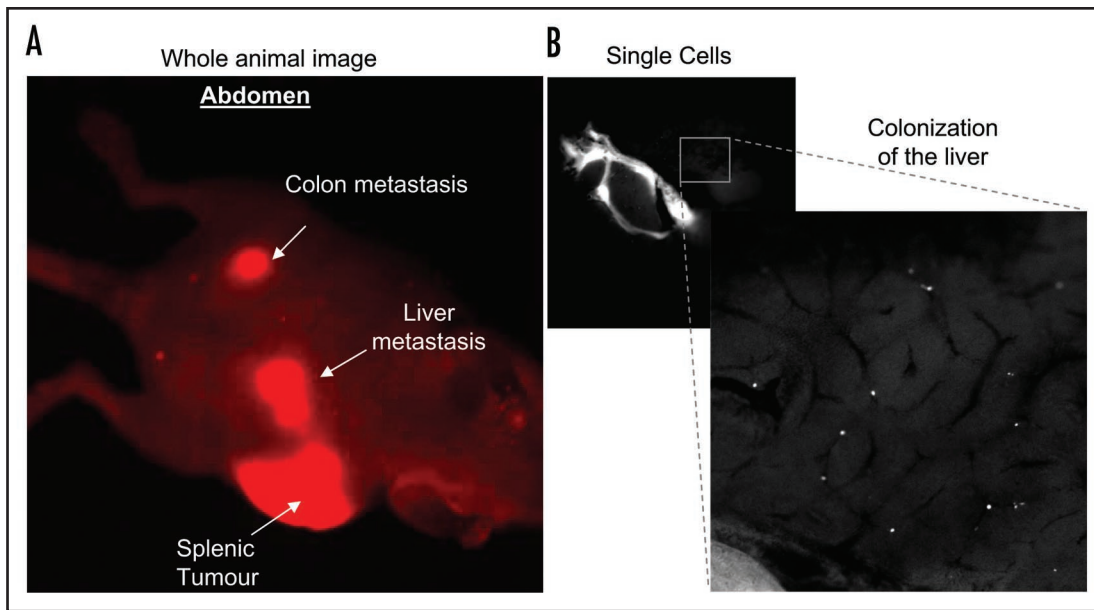 A
Whole animal image
Abdomen
Colon metastasis
Liver
metastasis
Splenic
Tumour
B
Single Cells
Colonization
of the liver